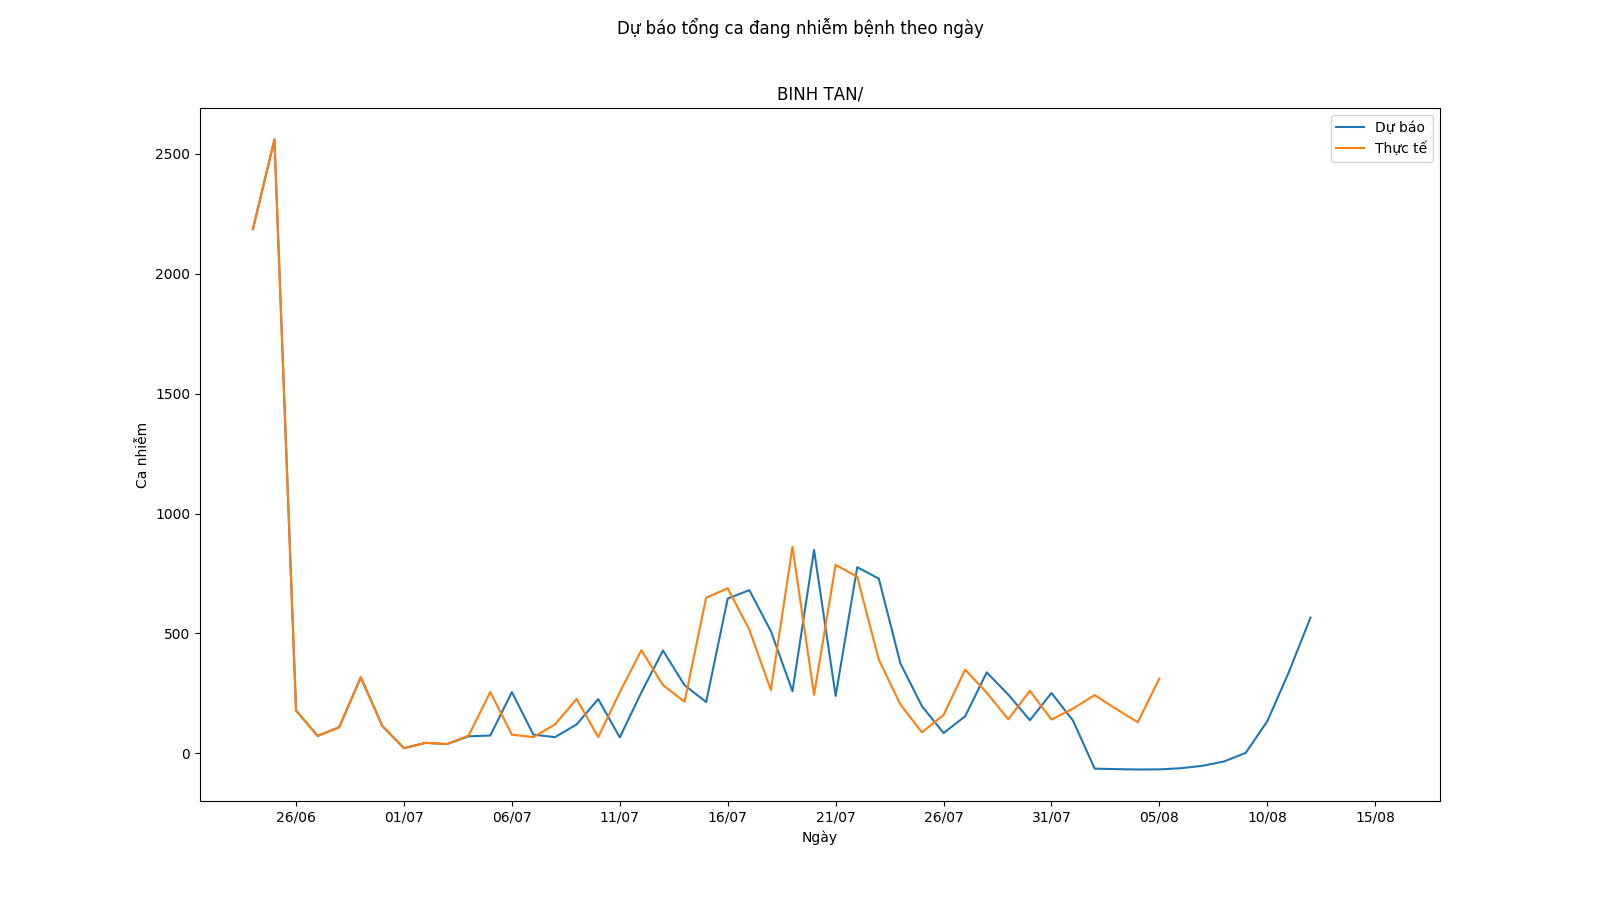 Dự báo tổng ca đang nhiễm bệnh theo ngày
BINH TAN/
Dự báo
Thực tế
2500
2000
1500
1000
500
0
Ca nhiễm
26/06
01/07
06/07
11/07
16/07
21/07
26/07
31/07
05/08
10/08
15/08
Ngày